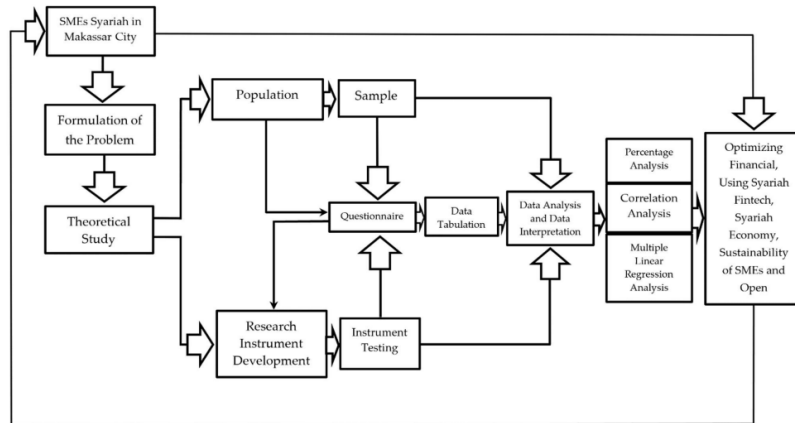 SMEs Syariah in
Makassar City
Formulation of
the Problem
Theoretical
Study
Population
Sample
Questionnaire
Data
Tabulation
Data Analysis
and Data
Interpretation
Research
Instrument
Development
Instrument
Testing
Percentage
Analysis
Correlation
Analysis
Multiple
Linear
Regression
Analysis
Optimizing
Financial,
Using Syariah
Fintech,
Syariah
Economy,
Sustainability
of SMEs and
Open